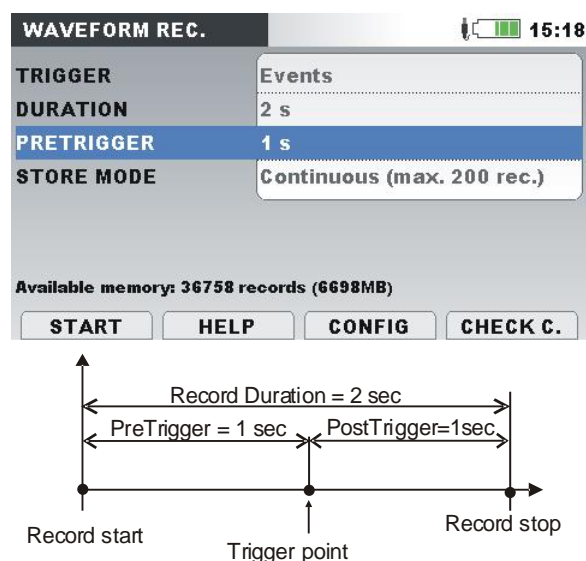 WAVEFORM REC. 15:18
TRIGGER Events
DURATION 2 s
PRETRIGGER 1 s
STORE MODE Continuous (max. 200 rec.)
Available memory: 36758 records (6698MB)
START HELP CONFIG CHECK C.
Record Duration = 2 sec
PreTrigger = 1 sec PostTrigger=1sec
Record start Record stop
Trigger point